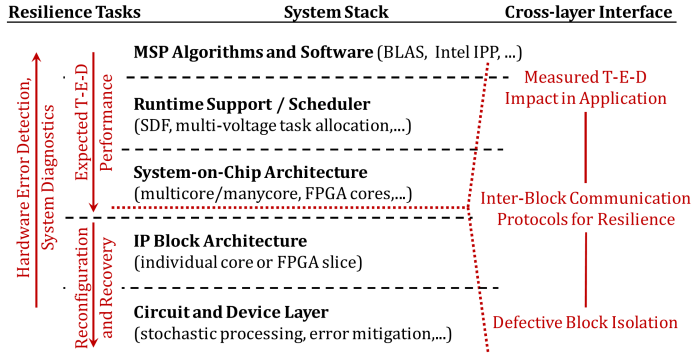 Resilience Tasks
System Stack
Cross-layer Interface
Hardware Error Detection,
System Diagnostics
Expected T-E-D
Performance
Reconfiguration
and Recovery
MSP Algorithms and Software (BLAS, Intel IPP, ...)
Runtime Support / Scheduler
(SDF, multi-voltage task allocation,...)
System-on-Chip Architecture
(multicore/manycore, FPGA cores,...)
IP Block Architecture
(individual core or FPGA slice)
Circuit and Device Layer
(stochastic processing, error mitigation,...)
Measured T-E-D
Impact in Application
Inter-Block Communication
Protocols for Resilience
Defective Block Isolation